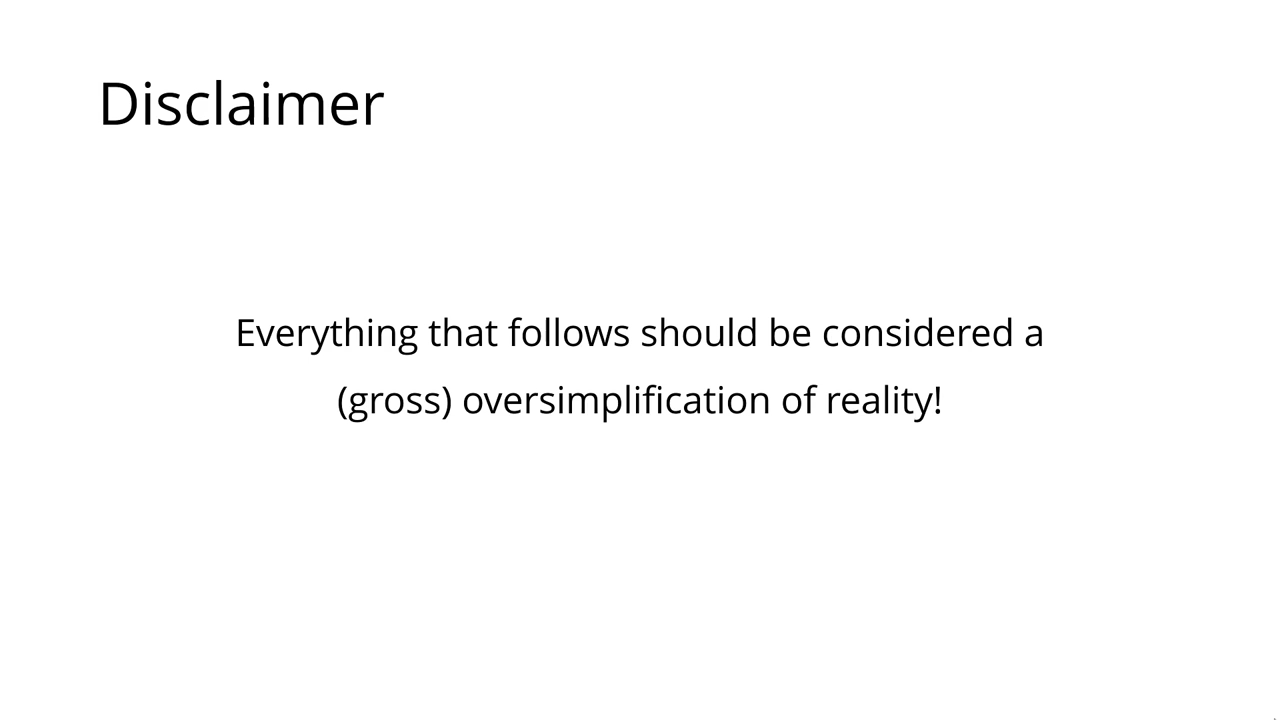 Disclaimer
Everything that follows should be considered a
(gross) oversimplification of reality!